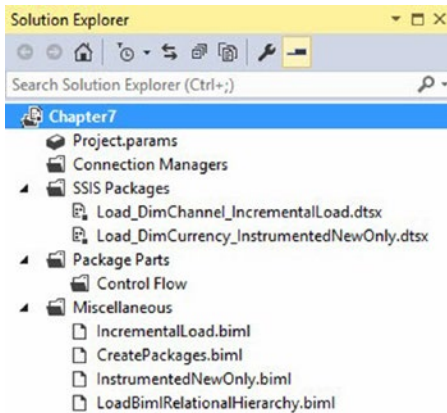 Solution Explorer
Search Solution Explorer (Ctrl+;)
Chapter7
Project.params
Connection Managers
SSIS Packages
Load_DimChannel_IncrementalLoad.dtsx
Load_DimCurrency_InstrumentedNewOnly.dtsx
Package Parts
Control Flow
Miscellaneous
IncrementalLoad.biml
CreatePackages.biml
InstrumentedNewOnly.biml
LoadBimlRelationalHierarchy.biml